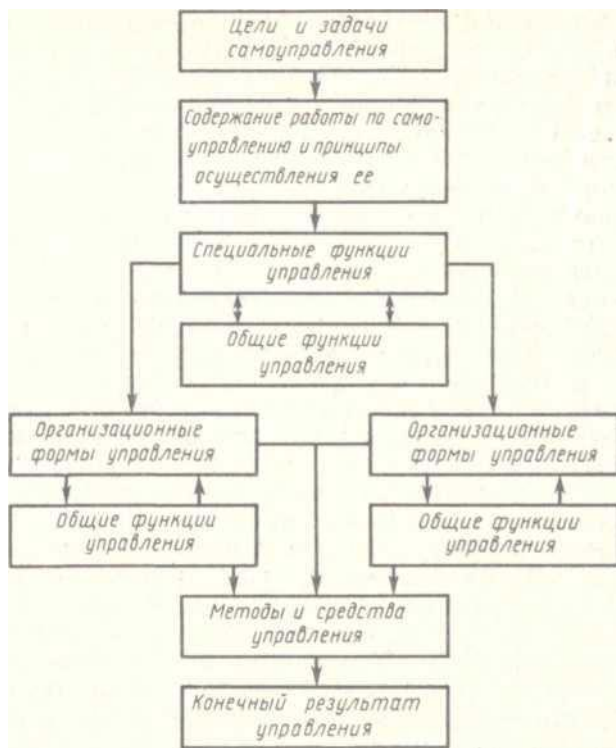 Цели и задачи
самоуправления
Содержание работы по само-
управлению и принципы
осуществления ее
Специальные функции
управления
Общие функции
управления
Организационные
формы управления
Организационные
формы управления
Общие функции
управления
Общие функции
управления
Методы и средства
управления
Конечный результат
управления